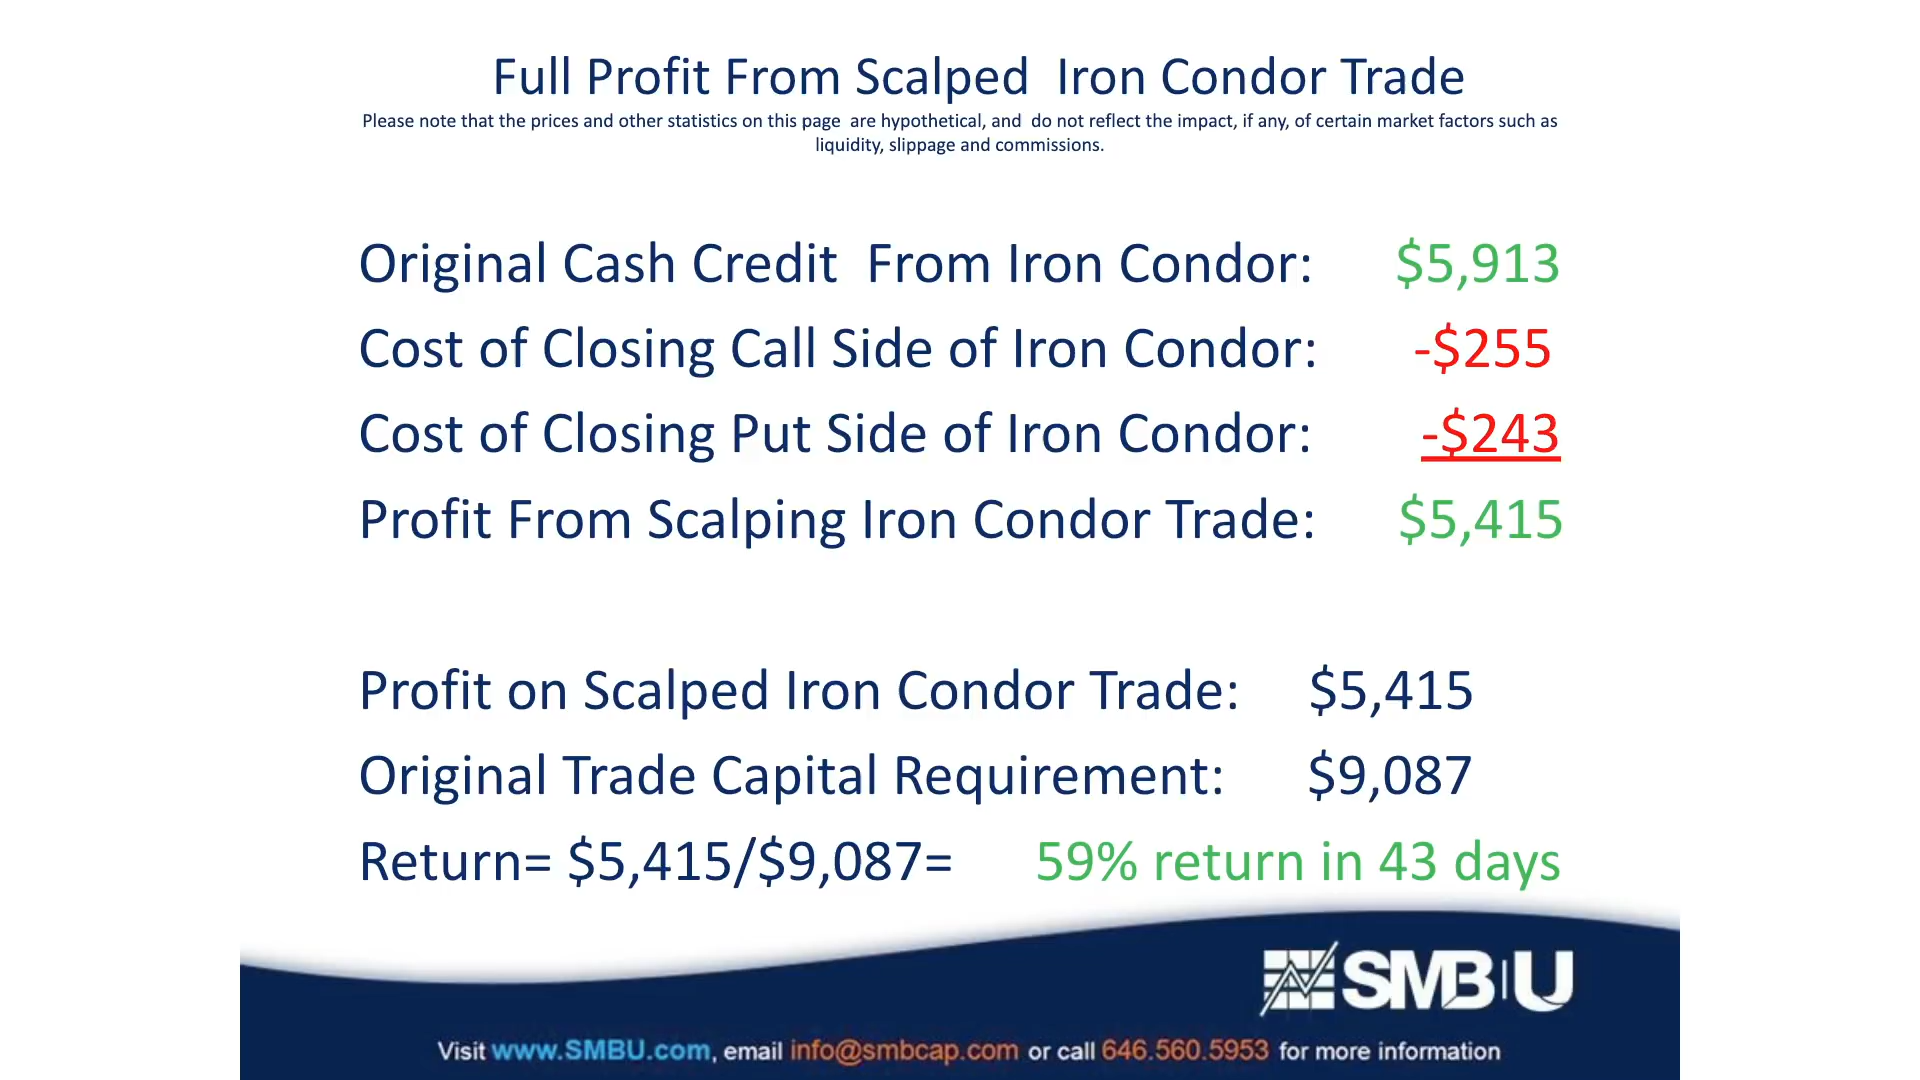 Full Profit From Scalped  Iron Condor Trade
Please note that the prices and other statistics on this page  are hypothetical, and  do not reflect the impact, if any, of certain market factors such as
liquidity, slippage and commissions.
Original Cash Credit  From Iron Condor: $5,913
Cost of Closing Call Side of Iron Condor: -$255
Cost of Closing Put Side of Iron Condor: -$243
Profit From Scalping Iron Condor Trade: $5,415
Profit on Scalped Iron Condor Trade: $5,415
Original Trade Capital Requirement: $9,087
Return= $5,415/$9,087= 59% return in 43 days
SMB|U
Visit www.SMBU.com, email info@smbcap.com or call 646.560.5953 for more information